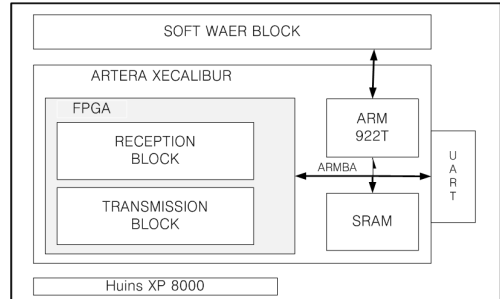 SOFT WAER BLOCK
ARTERA XECALIBUR
FPGA
RECEPTION
BLOCK
TRANSMISSION
BLOCK
ARM
922T
ARMBA
SRAM
U
A
R
T
Huins XP 8000